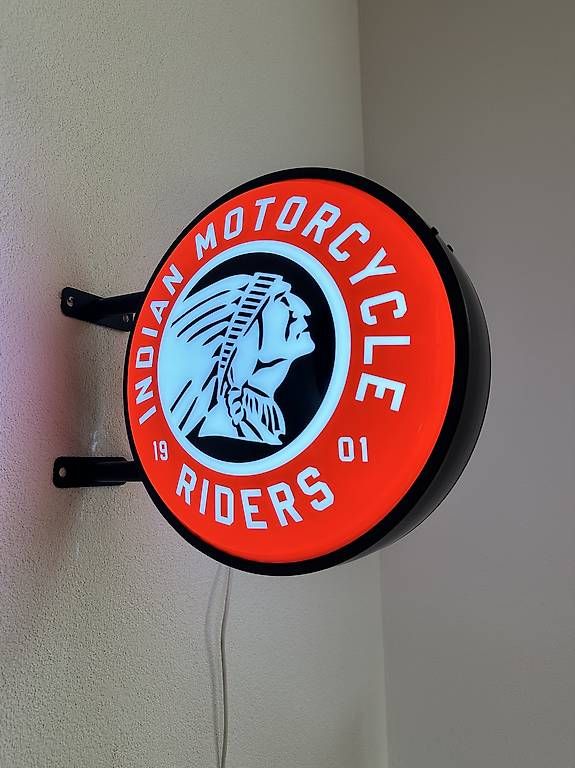 INDIAN MOTORCYCLE
19 01
RIDERS